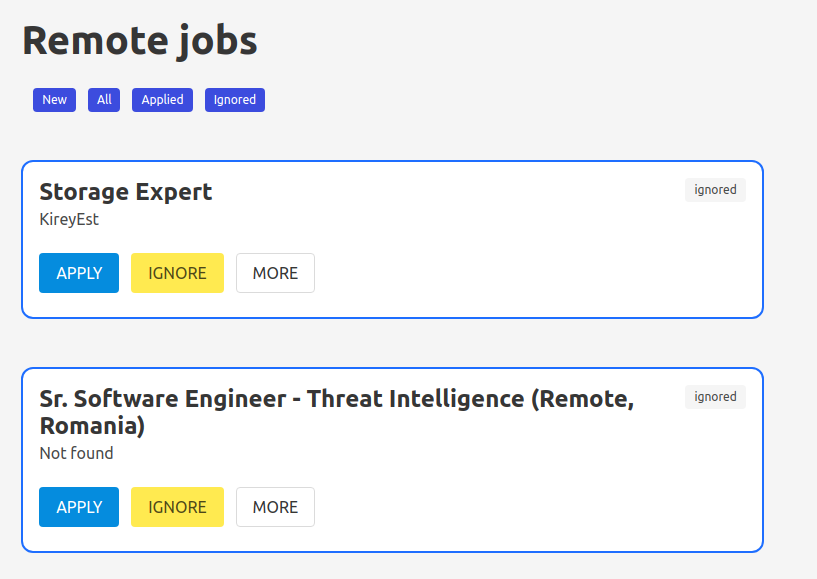 Remote jobs
New All Applied Ignored
Storage Expert
ignored
KireyEst
APPLY IGNORE MORE
Sr. Software Engineer - Threat Intelligence (Remote,
ignored
Romania)
Not found
APPLY IGNORE MORE